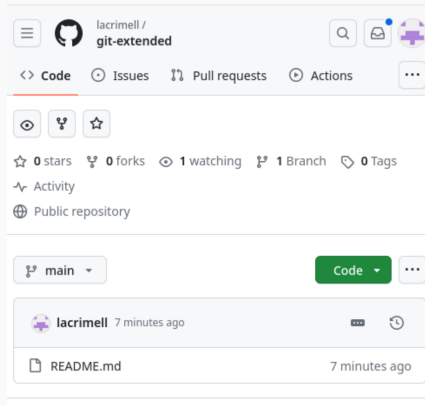 lacrimell /
git-extended
Code Issues Pull requests Actions
0 stars 0 forks 1 watching 1 Branch 0 Tags
Activity
Public repository
main Code
lacrimell 7 minutes ago
README.md 7 minutes ago